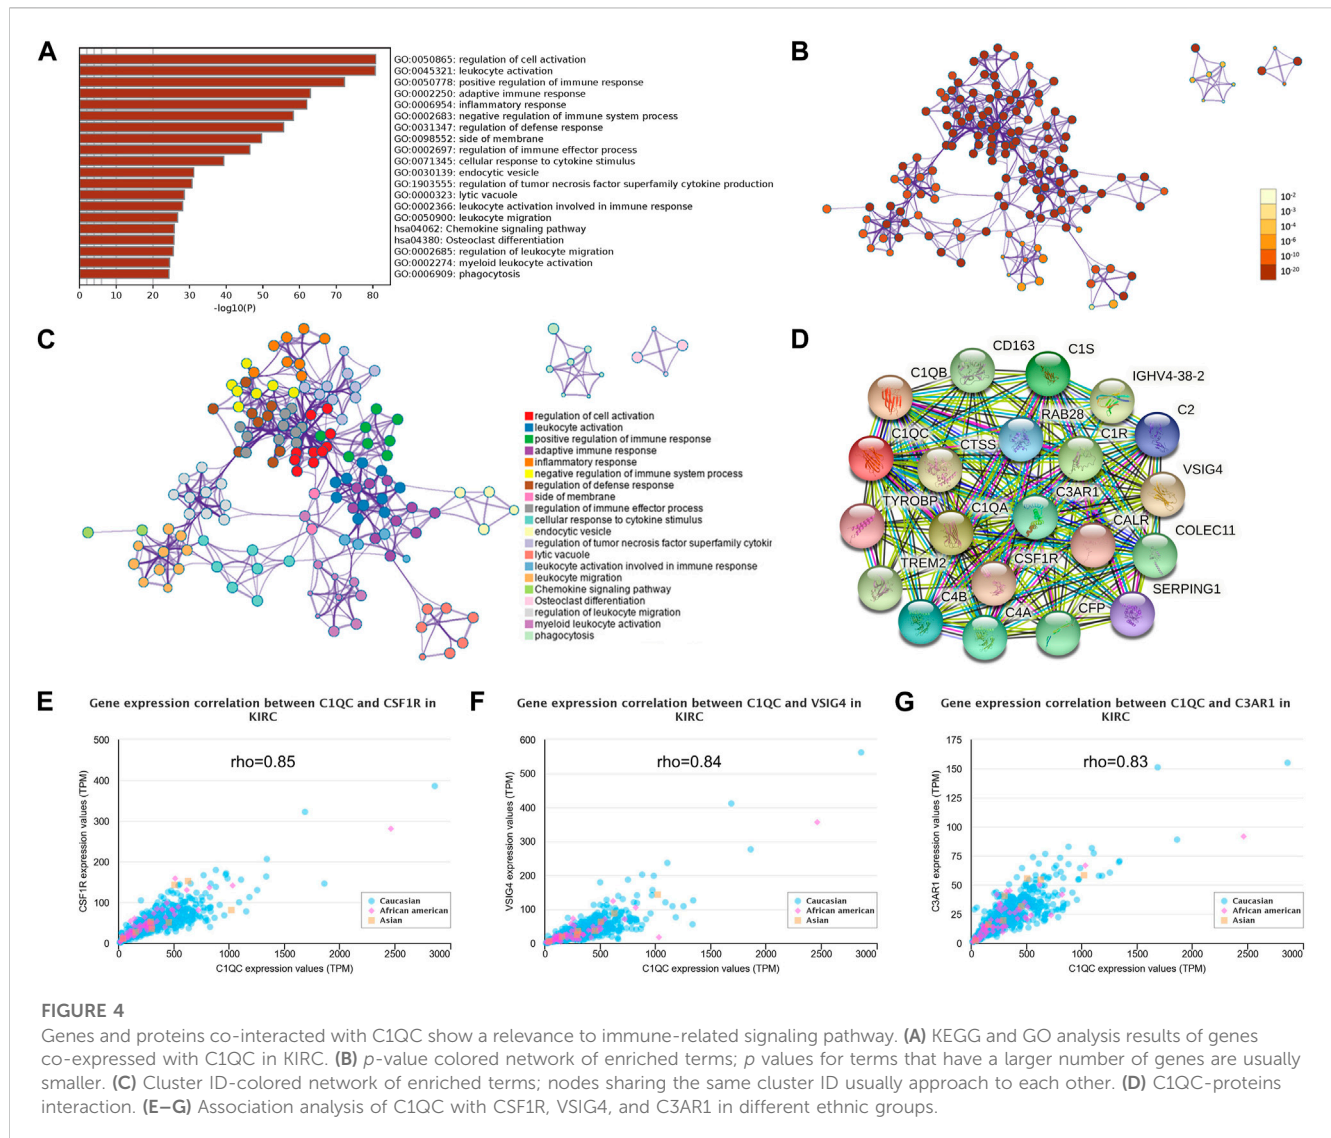 A
GO:0050865: regulation of cell activation
GO:0045321: leukocyte activation
GO:0050778: positive regulation of immune response
GO:0002250: adaptive immune response
GO:0006954: inflammatory response
GO:0002683: negative regulation of immune system process
GO:0031347: regulation of defense response
GO:0098552: side of membrane
GO:0002697: regulation of immune effector process
GO:0071345: cellular response to cytokine stimulus
GO:0030139: endocytic vesicle
GO:1903555: regulation of tumor necrosis factor superfamily cytokine production
GO:0000323: lytic vacuole
GO:0002366: leukocyte activation involved in immune response
GO:0050900: leukocyte migration
hsa04062: Chemokine signaling pathway
hsa04380: Osteoclast differentiation
GO:0002685: regulation of leukocyte migration
GO:0002274: myeloid leukocyte activation
GO:0006909: phagocytosis
0 10 20 30 40 50 60 70 80
-log10(P)
B
10-2
10-3
10-4
10-6
10-10
10-20
C
regulation of cell activation
leukocyte activation
positive regulation of immune response
adaptive immune response
inflammatory response
negative regulation of immune system process
regulation of defense response
side of membrane
regulation of immune effector process
cellular response to cytokine stimulus
endocytic vesicle
regulation of tumor necrosis factor superfamily cytokin
lytic vacuole
leukocyte activation involved in immune response
leukocyte migration
Chemokine signaling pathway
Osteoclast differentiation
regulation of leukocyte migration
myeloid leukocyte activation
phagocytosis
D
CD163
C1S
C1QB
IGHV4-38-2
RAB28
C2
C1QC
CTSS
C1R
VSIG4
C3AR1
TYROBP
C1QA
CALR
COLEC11
TREM2
CSF1R
SERPING1
C4B
C4A
CFP
E
Gene expression correlation between C1QC and CSF1R in
KIRC
rho=0.85
CSF1R expression values (TPM)
500
400
300
200
100
0
0 500 1000 1500 2000 2500 3000
C1QC expression values (TPM)
Caucasian
African american
Asian
F
Gene expression correlation between C1QC and VSIG4 in
KIRC
rho=0.84
VSIG4 expression values (TPM)
600
500
400
300
200
100
0
0 500 1000 1500 2000 2500 3000
C1QC expression values (TPM)
Caucasian
African american
Asian
G
Gene expression correlation between C1QC and C3AR1 in
KIRC
rho=0.83
C3AR1 expression values (TPM)
175
150
125
100
75
50
25
0
0 500 1000 1500 2000 2500 3000
C1QC expression values (TPM)
Caucasian
African american
Asian
FIGURE 4
Genes and proteins co-interacted with C1QC show a relevance to immune-related signaling pathway. (A) KEGG and GO analysis results of genes
co-expressed with C1QC in KIRC. (B) p-value colored network of enriched terms; p values for terms that have a larger number of genes are usually
smaller. (C) Cluster ID-colored network of enriched terms; nodes sharing the same cluster ID usually approach to each other. (D) C1QC-proteins
interaction. (E–G) Association analysis of C1QC with CSF1R, VSIG4, and C3AR1 in different ethnic groups.